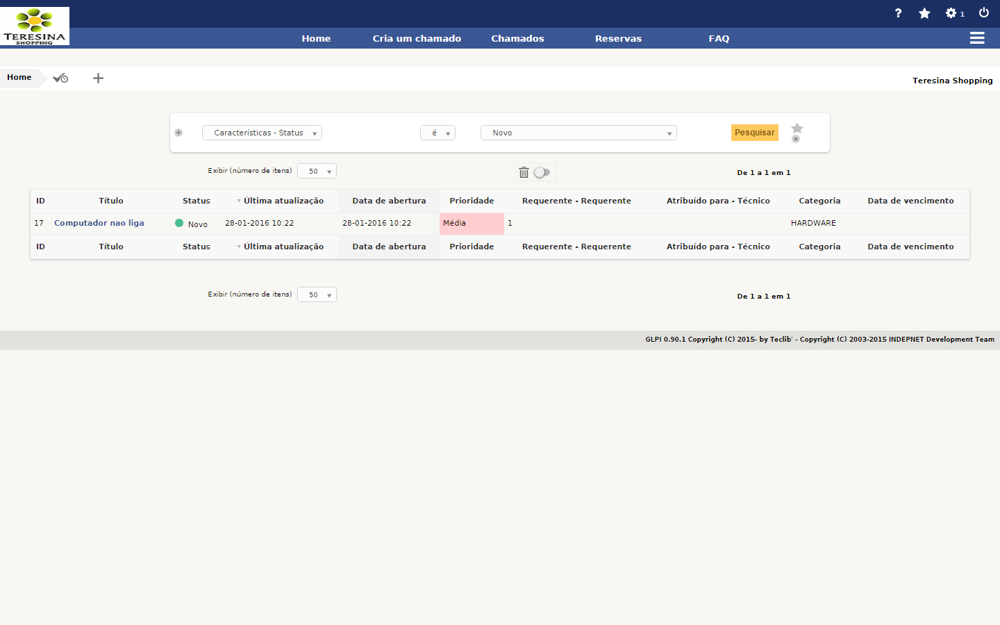 TERESINA
SHOPPING
? 1
Home Cria um chamado Chamados Reservas FAQ
Home
Teresina Shopping
Características - Status é Novo Pesquisar
Exibir (número de itens) 50 De 1 a 1 em 1
ID Título Status Última atualização Data de abertura Prioridade Requerente - Requerente Atribuído para - Técnico Categoria Data de vencimento
17 Computador nao liga Novo 28-01-2016 10:22 28-01-2016 10:22 Média 1 HARDWARE
ID Título Status Última atualização Data de abertura Prioridade Requerente - Requerente Atribuído para - Técnico Categoria Data de vencimento
Exibir (número de itens) 50 De 1 a 1 em 1
GLPI 0.90.1 Copyright (C) 2015- by Teclib' - Copyright (C) 2003-2015 INDEPNET Development Team